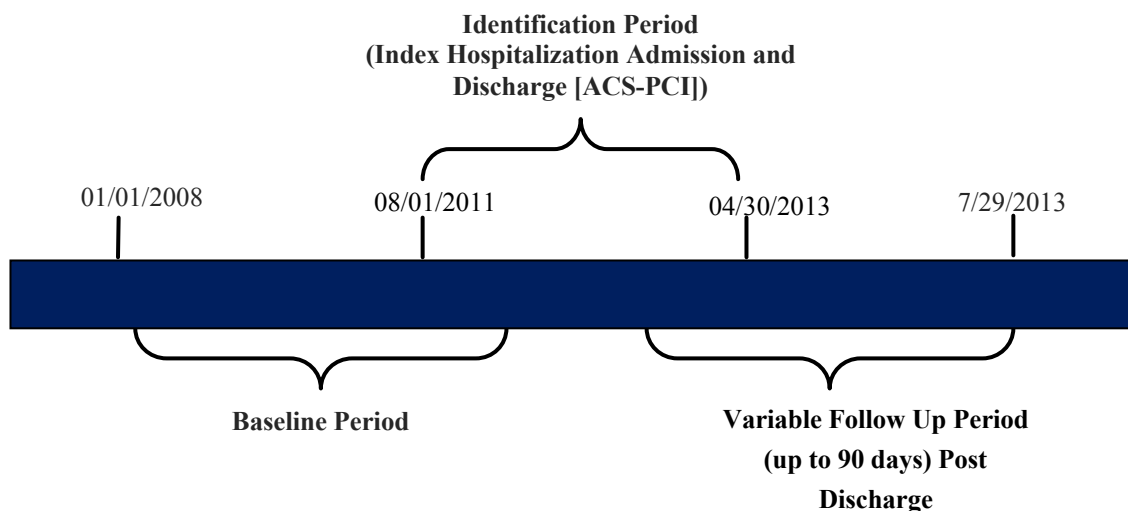 Identification Period
(Index Hospitalization Admission and
Discharge [ACS-PCI])
01/01/2008
08/01/2011
04/30/2013
7/29/2013
Baseline Period
Variable Follow Up Period
(up to 90 days) Post
Discharge